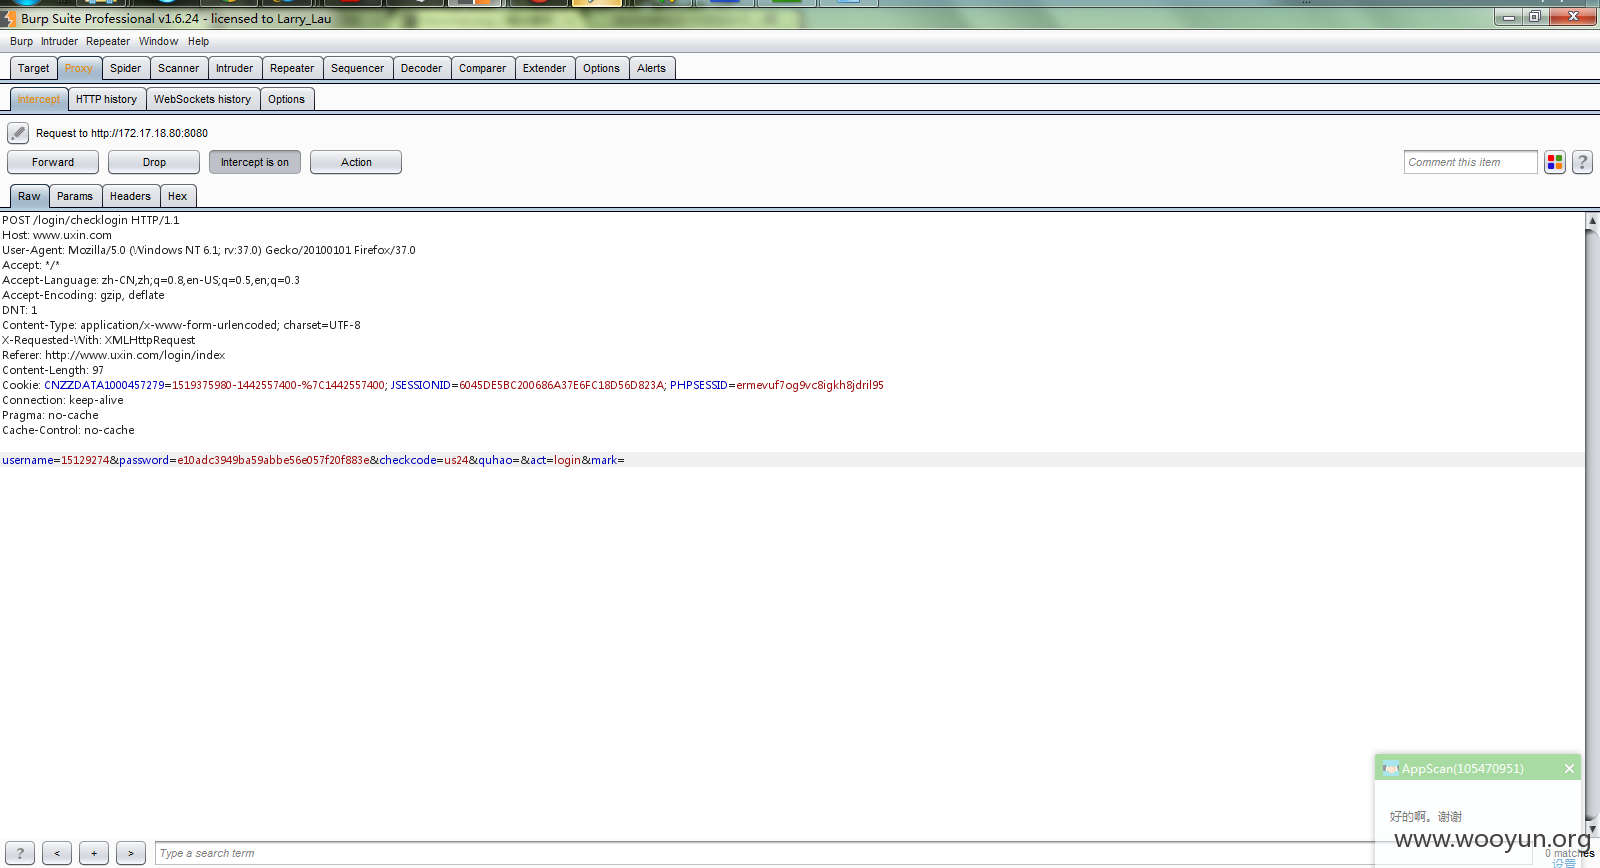 Burp Suite Professional v1.6.24 - licensed to Larry_Lau
Burp Intruder Repeater Window Help
Target Proxy Spider Scanner Intruder Repeater Sequencer Decoder Comparer Extender Options Alerts
Intercept HTTP history WebSockets history Options
Request to http://172.17.18.80:8080
Forward Drop Intercept is on Action Comment this item ?
Raw Params Headers Hex
POST /login/checklogin HTTP/1.1
Host: www.uxin.com
User-Agent: Mozilla/5.0 (Windows NT 6.1; rv:37.0) Gecko/20100101 Firefox/37.0
Accept: */*
Accept-Language: zh-CN,zh;q=0.8,en-US;q=0.5,en;q=0.3
Accept-Encoding: gzip, deflate
DNT: 1
Content-Type: application/x-www-form-urlencoded; charset=UTF-8
X-Requested-With: XMLHttpRequest
Referer: http://www.uxin.com/login/index
Content-Length: 97
Cookie: CNZZDATA1000457279=1519375980-1442557400-%7C1442557400; JSESSIONID=6045DE5BC200686A37E6FC18D56D823A; PHPSESSID=ermevuf7og9vc8igkh8jdril95
Connection: keep-alive
Pragma: no-cache
Cache-Control: no-cache
username=15129274&password=e10adc3949ba59abbe56e057f20f883e&checkcode=us24&quhao=&act=login&mark=
AppScan(105470951)
好的啊。谢谢
www.wooyun.org
? < + > Type a search term 0 matches
设置